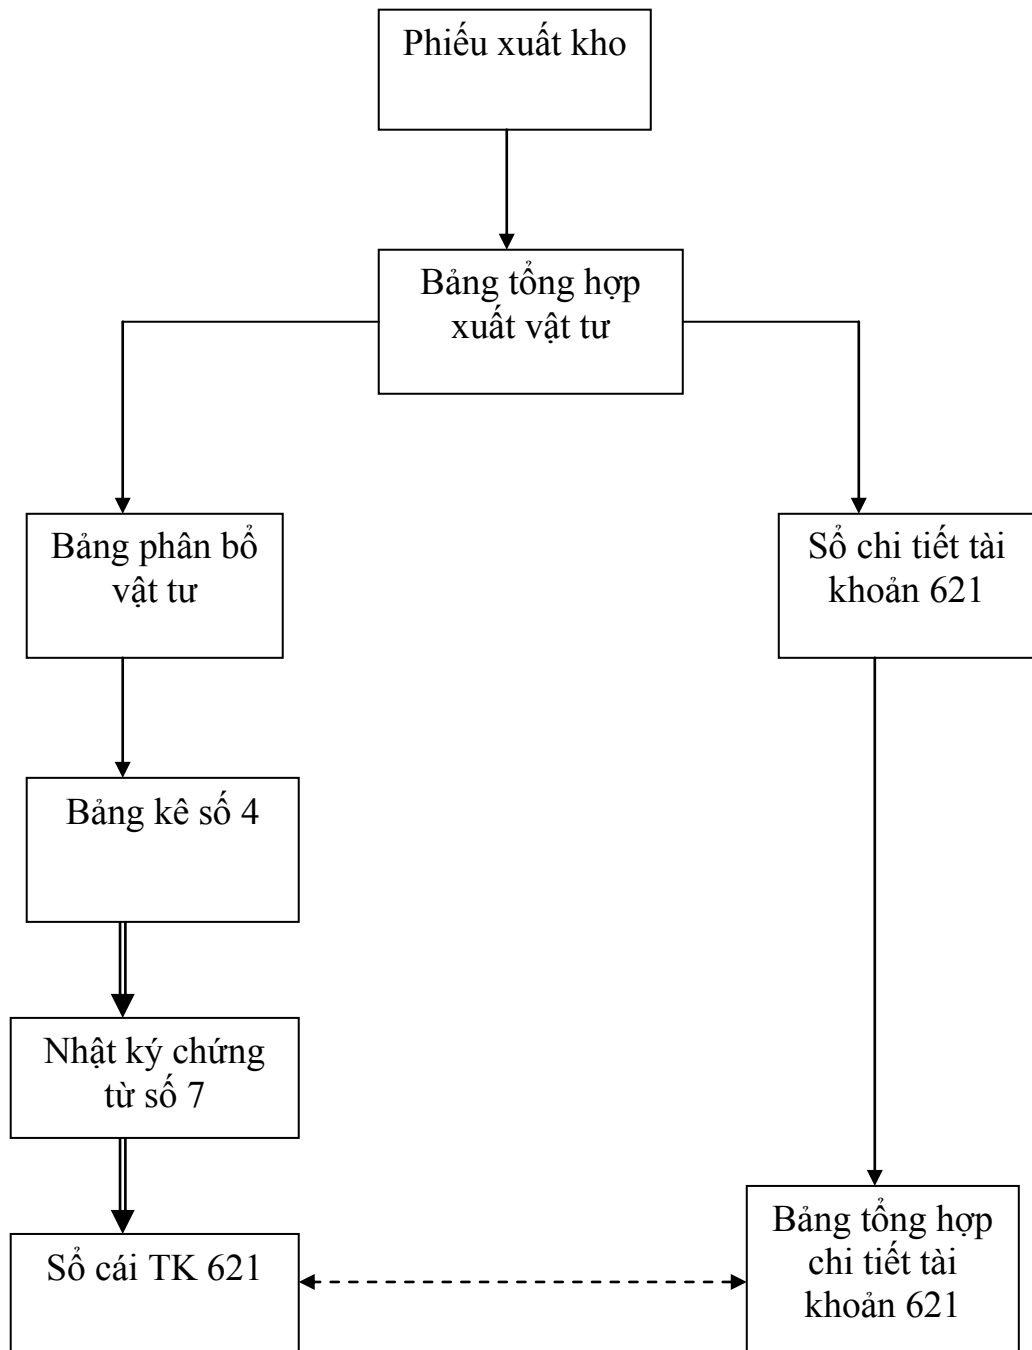 Phiếu xuất kho
Bảng tổng hợp
xuất vật tư
Bảng phân bổ
vật tư
Sổ chi tiết tài
khoản 621
Bảng kê số 4
Nhật ký chứng
từ số 7
Sổ cái TK 621
Bảng tổng hợp
chi tiết tài
khoản 621